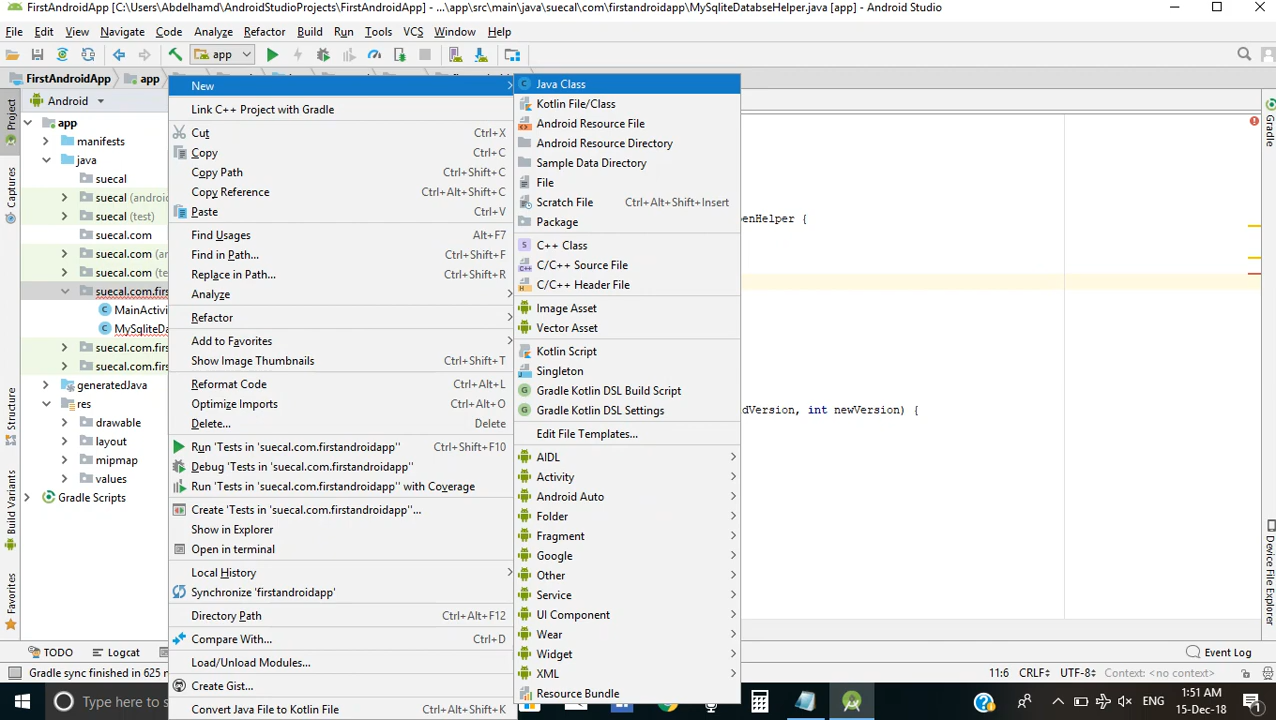 FirstAndroidApp [C:\Users\Abdelhamd\AndroidStudioProjects\FirstAndroidApp] - ...\app\src\main\java\suecal\com\firstandroidapp\MySqliteDatabseHelper.java [app] - Android Studio
File Edit View Navigate Code Analyze Refactor Build Run Tools VCS Window Help
app
FirstAndroidApp app
Project
Captures
Structure
Build Variants
Favorites
Android
app
manifests
java
suecal
suecal (androi
suecal (test)
suecal.com
suecal.com (an
suecal.com (te
suecal.com.firs
MainActivi
MySqliteDa
suecal.com.firs
suecal.com.firs
generatedJava
res
drawable
layout
mipmap
values
Gradle Scripts
New
Link C++ Project with Gradle
Cut Ctrl+X
Copy Ctrl+C
Copy Path Ctrl+Shift+C
Copy Reference Ctrl+Alt+Shift+C
Paste Ctrl+V
Find Usages Alt+F7
Find in Path... Ctrl+Shift+F
Replace in Path... Ctrl+Shift+R
Analyze
Refactor
Add to Favorites
Show Image Thumbnails Ctrl+Shift+T
Reformat Code Ctrl+Alt+L
Optimize Imports Ctrl+Alt+O
Delete... Delete
Run 'Tests in 'suecal.com.firstandroidapp'' Ctrl+Shift+F10
Debug 'Tests in 'suecal.com.firstandroidapp''
Run 'Tests in 'suecal.com.firstandroidapp'' with Coverage
Create 'Tests in 'suecal.com.firstandroidapp''...
Show in Explorer
Open in terminal
Local History
Synchronize 'firstandroidapp'
Directory Path Ctrl+Alt+F12
Compare With... Ctrl+D
Load/Unload Modules...
Create Gist...
Convert Java File to Kotlin File Ctrl+Alt+Shift+K
Java Class
Kotlin File/Class
Android Resource File
Android Resource Directory
Sample Data Directory
File
Scratch File Ctrl+Alt+Shift+Insert
Package
C++ Class
C/C++ Source File
C/C++ Header File
Image Asset
Vector Asset
Kotlin Script
Singleton
Gradle Kotlin DSL Build Script
Gradle Kotlin DSL Settings
Edit File Templates...
AIDL
Activity
Android Auto
Folder
Fragment
Google
Other
Service
UI Component
Wear
Widget
XML
Resource Bundle
enHelper {
dVersion, int newVersion) {
Gradle
Device File Explorer
TODO Logcat Event Log
Gradle sync finished in 625 m 11:6 CRLF UTF-8 Context: <no context>
Type here to ENG 1:51 AM
15-Dec-18